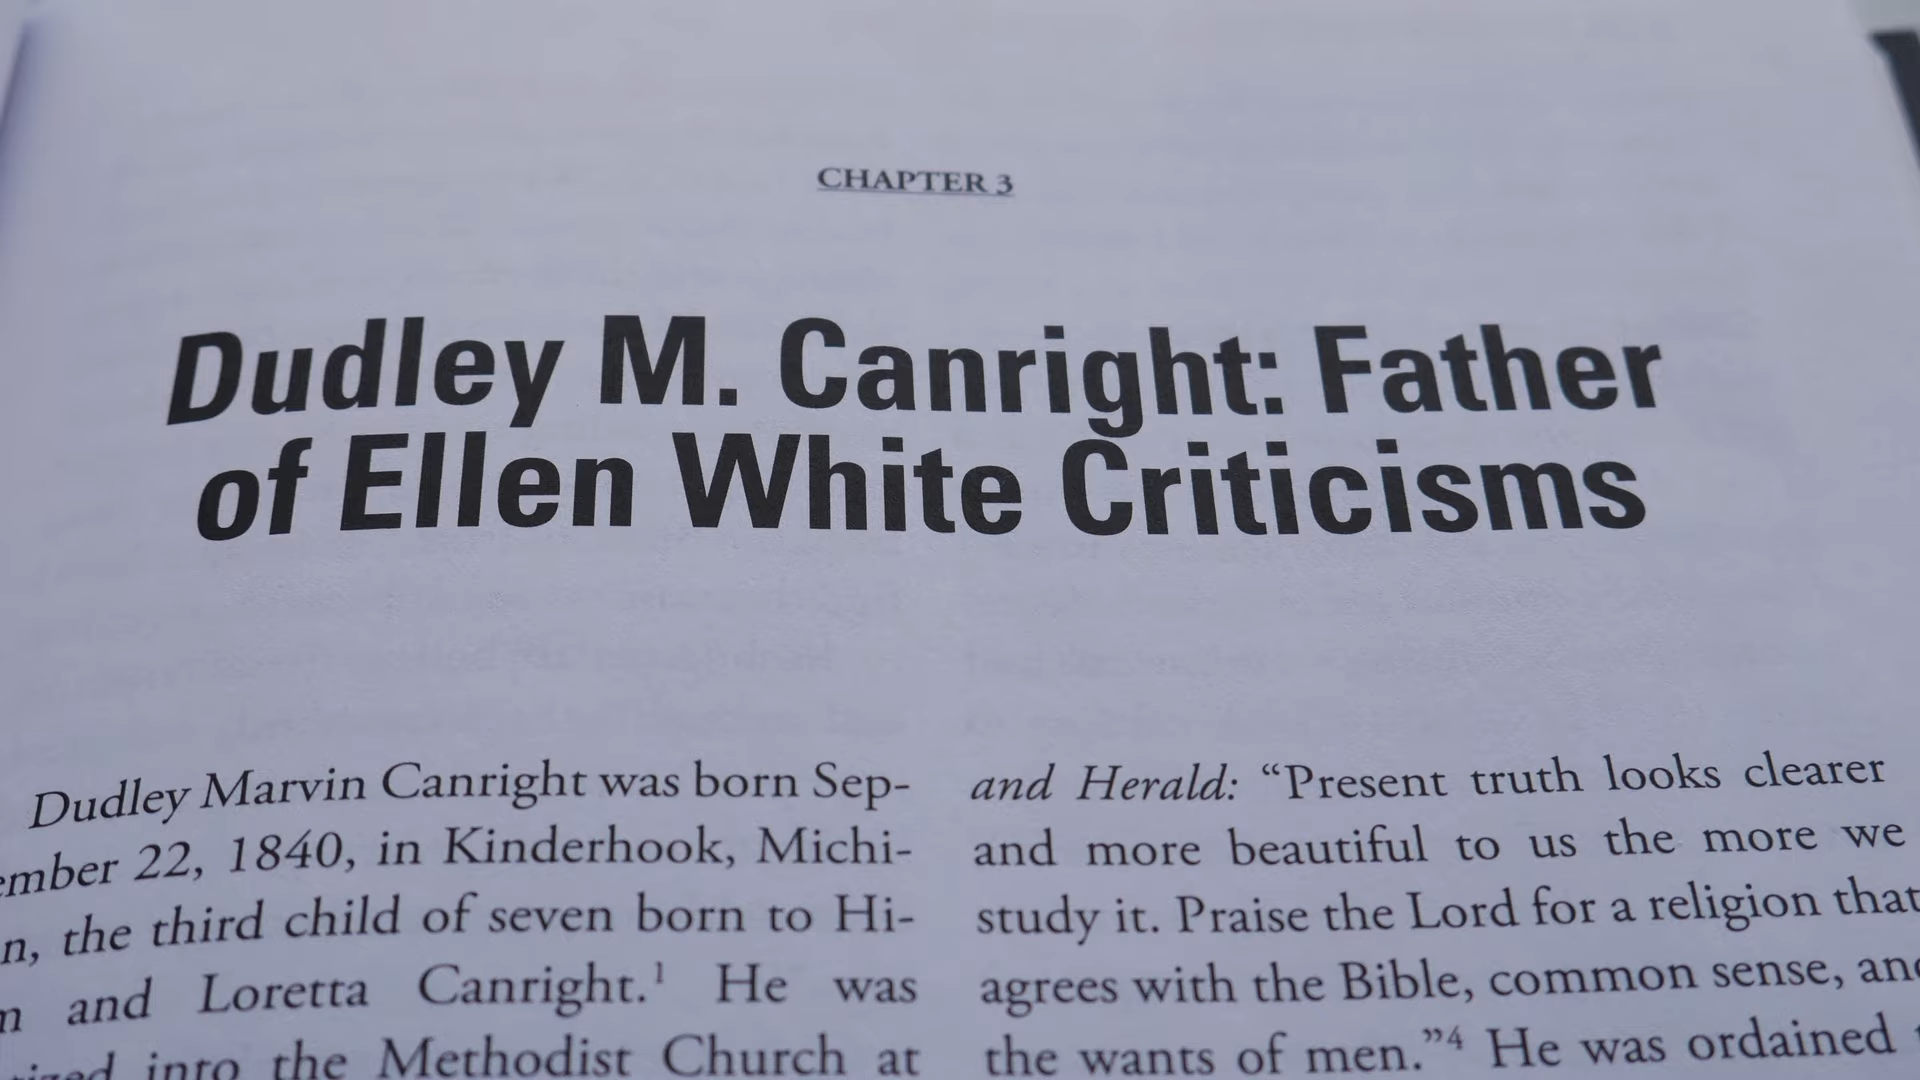 CHAPTER 3
Dudley M. Canright: Father
of Ellen White Criticisms
Dudley Marvin Canright was born Sep-
ember 22, 1840, in Kinderhook, Michi-
n, the third child of seven born to Hi-
m and Loretta Canright.¹ He was
ized into the Methodist Church at
and Herald: “Present truth looks clearer
and more beautiful to us the more we
study it. Praise the Lord for a religion that
agrees with the Bible, common sense, and
the wants of men.”⁴ He was ordained